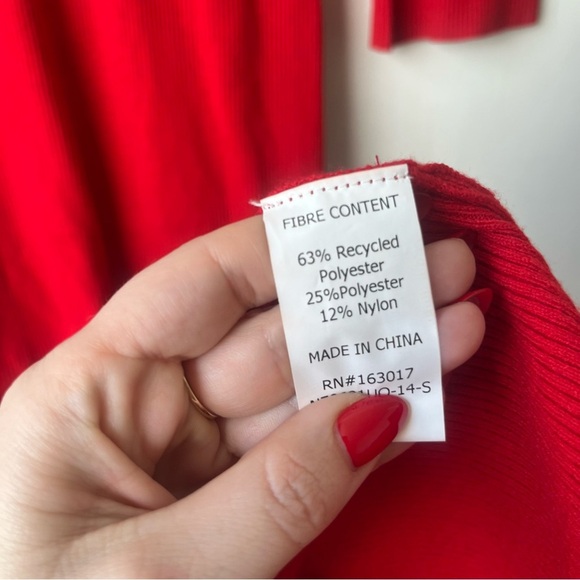 FIBRE CONTENT
63% Recycled
Polyester
25%Polyester
12% Nylon
MADE IN CHINA
RN#163017